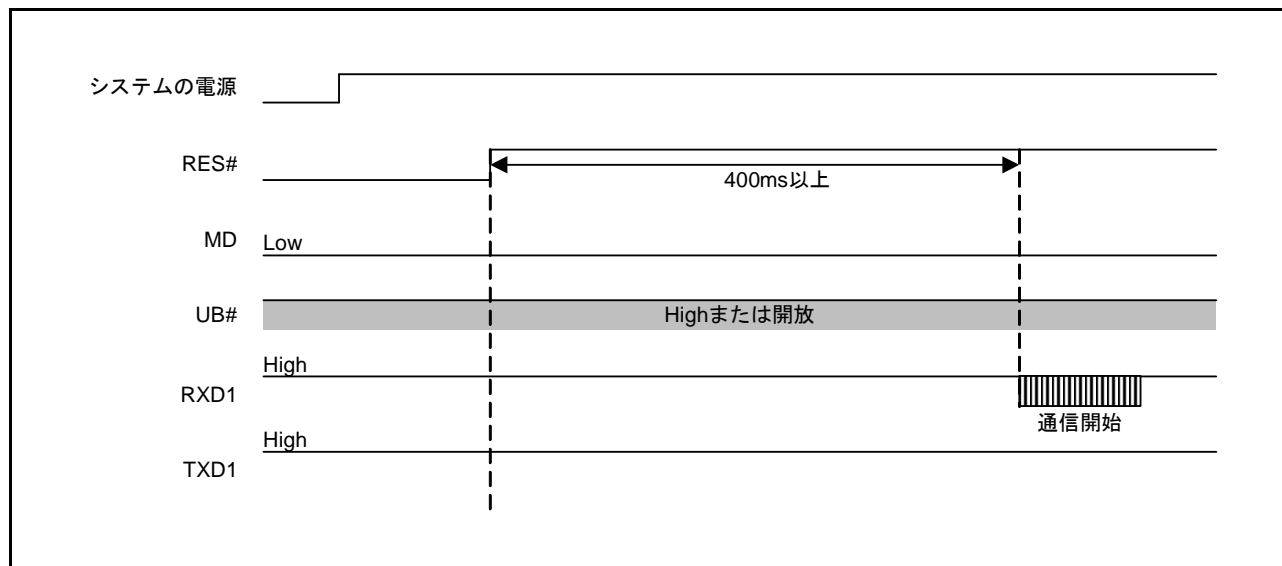 システムの電源
RES#
400ms以上
MD
Low
UB#
Highまたは開放
High
RXD1
通信開始
High
TXD1